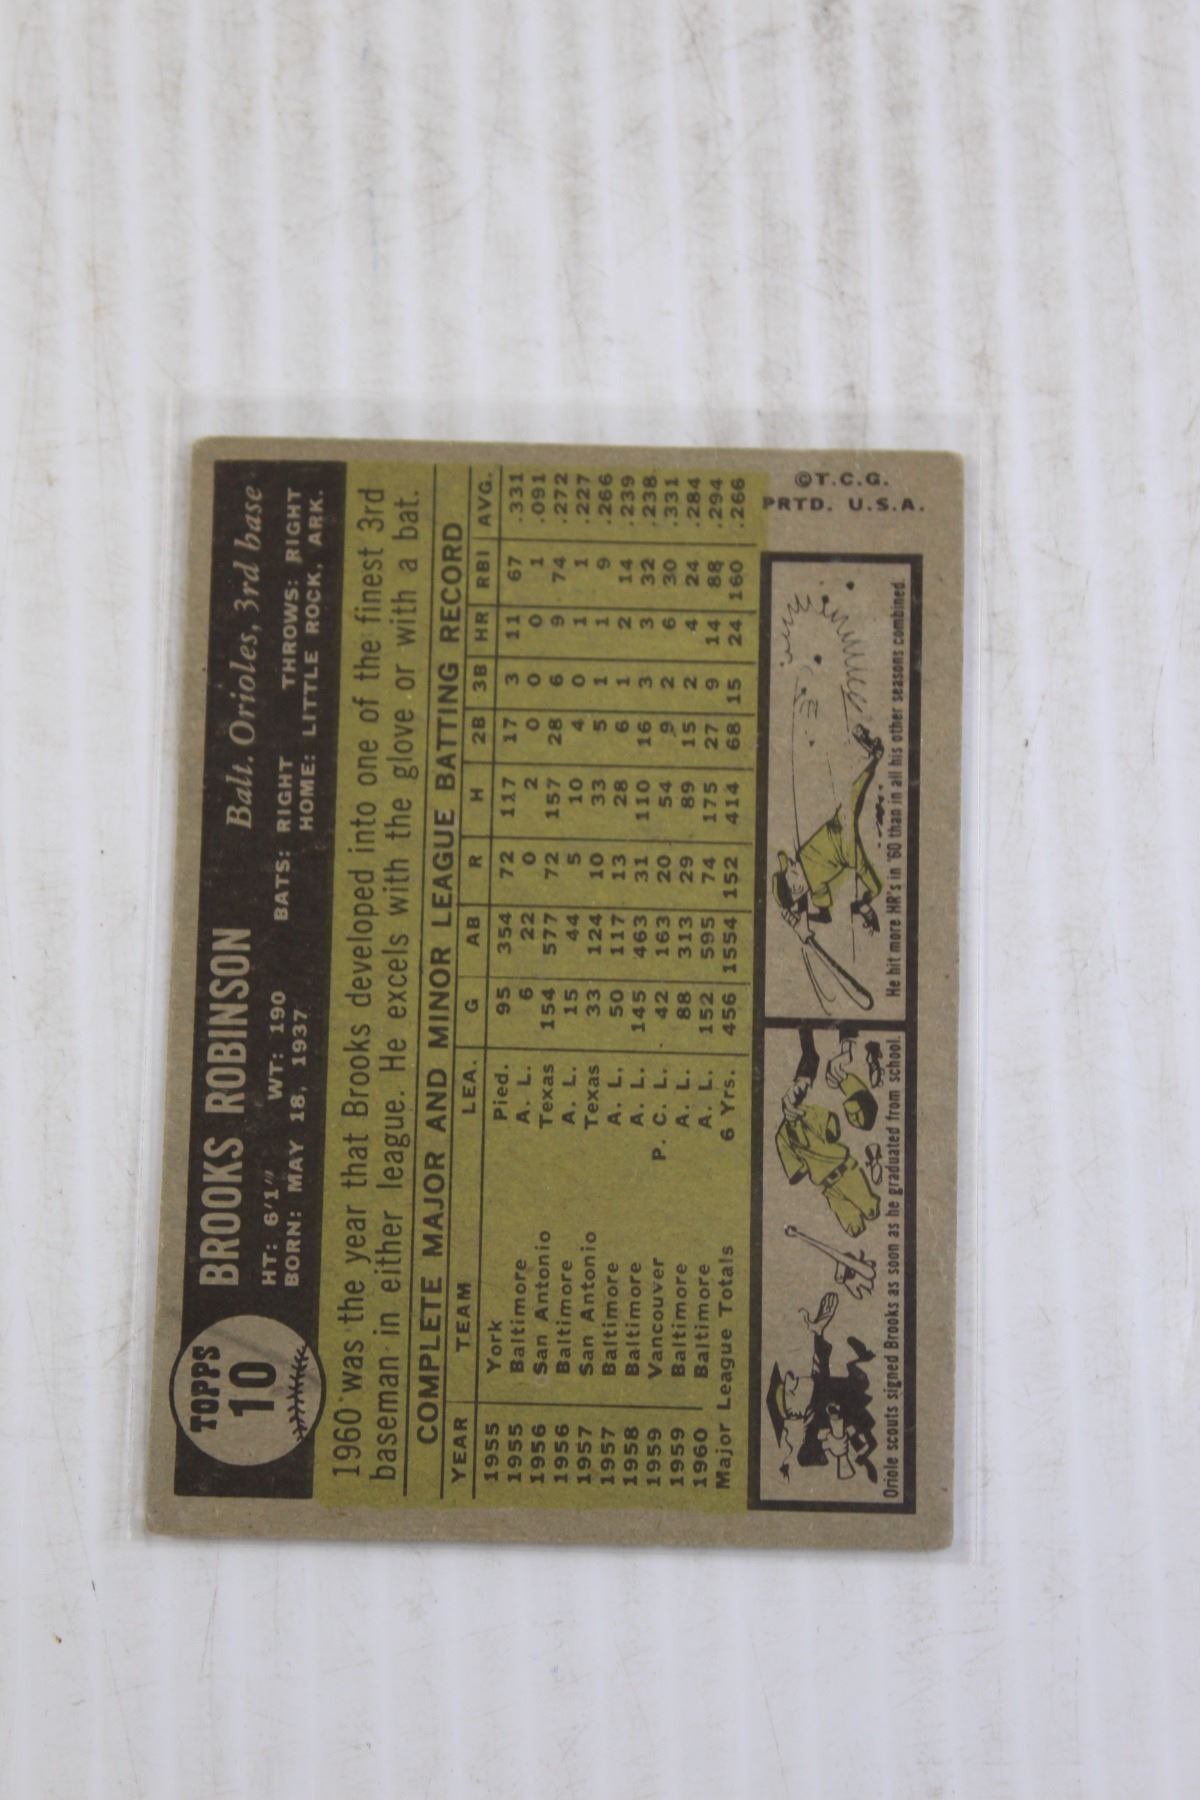 TOPPS
10
BROOKS ROBINSON Balt. Orioles, 3rd base
HT: 6'1" WT: 190 BATS: RIGHT THROWS: RIGHT
BORN: MAY 18, 1937 HOME: LITTLE ROCK, ARK.
1960 was the year that Brooks developed into one of the finest 3rd
baseman in either league. He excels with the glove or with a bat.
COMPLETE MAJOR AND MINOR LEAGUE BATTING RECORD
YEAR TEAM LEA. G AB R H 2B 3B HR RBI AVG.
1955 York Pied. 95 354 72 117 17 3 11 67 .331
1955 Baltimore A. L. 6 22 0 2 0 0 0 1 .091
1956 San Antonio Texas 154 577 72 157 28 6 9 74 .272
1956 Baltimore A. L. 15 44 5 10 4 0 1 1 .227
1957 San Antonio Texas 33 124 10 33 5 1 1 9 .266
1957 Baltimore A. L. 50 117 13 28 6 1 2 14 .239
1958 Baltimore A. L. 145 463 31 110 16 3 3 32 .238
1959 Vancouver P. C. L. 42 163 20 54 9 2 6 30 .331
1959 Baltimore A. L. 88 313 29 89 15 2 4 24 .284
1960 Baltimore A. L. 152 595 74 175 27 9 14 88 .294
Major League Totals 6 Yrs. 456 1554 152 414 68 15 24 160 .266
Oriole scouts signed Brooks as soon as he graduated from school.
He hit more HR's in '60 than in all his other seasons combined.
©T.C.G.
PRTD. U.S.A.